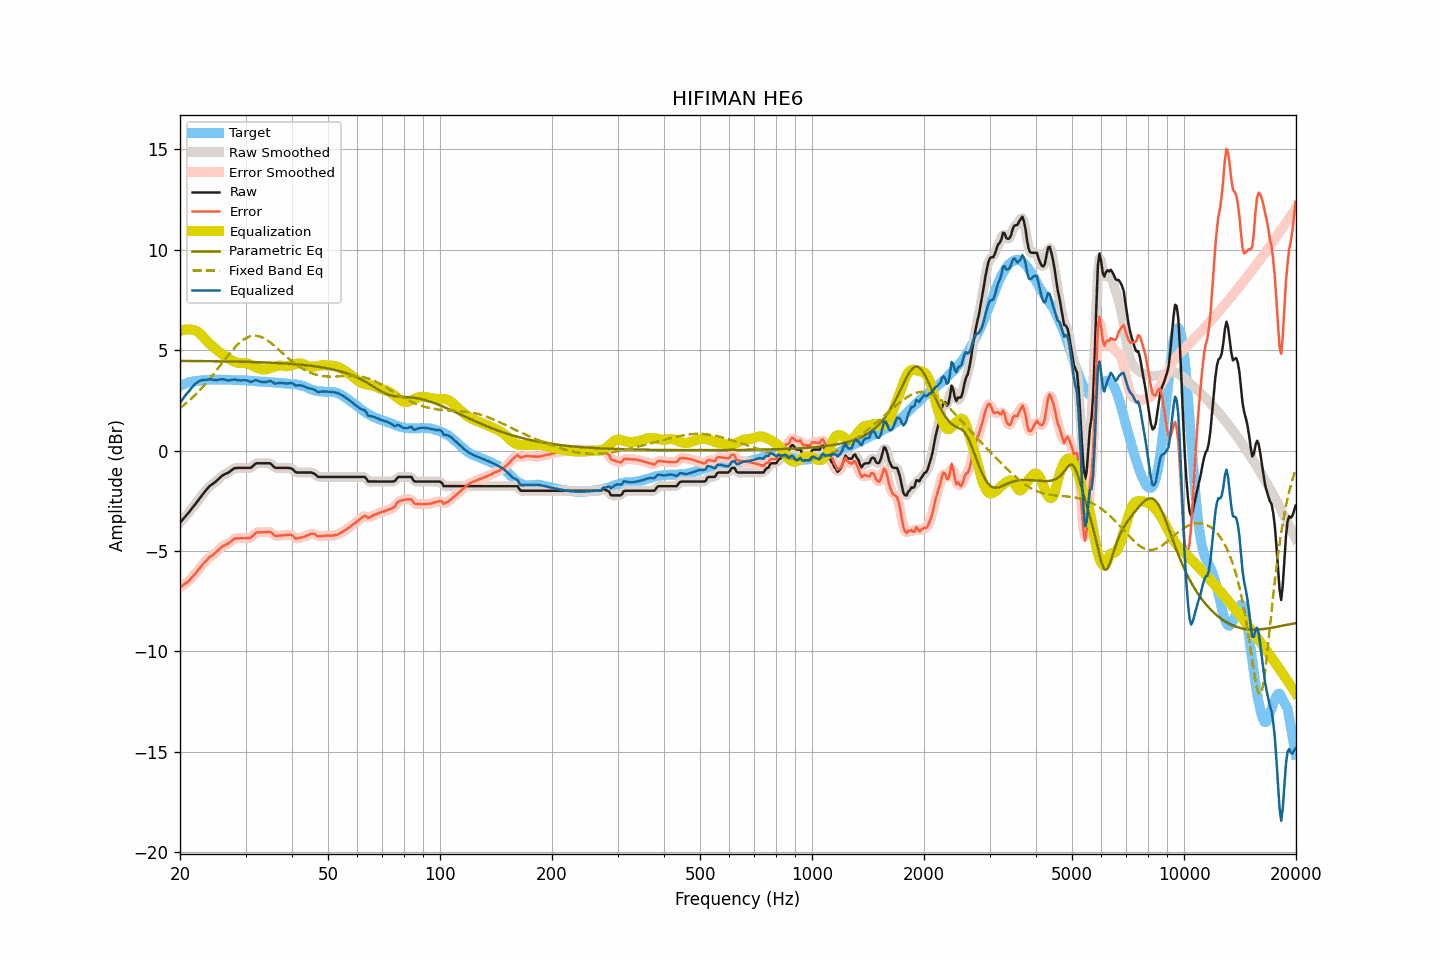 HIFIMAN HE6
Target
Raw Smoothed
Error Smoothed
Raw
Error
Equalization
Parametric Eq
Fixed Band Eq
Equalized
Amplitude (dBr)
15
10
5
0
−5
−10
−15
−20
20 50 100 200 500 1000 2000 5000 10000 20000
Frequency (Hz)